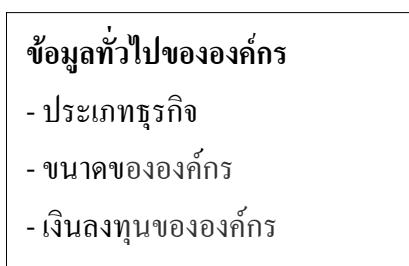 ข้อมูลทั่วไปขององค์กร
- ประเภทธุรกิจ
- ขนาดขององค์กร
- เงินลงทุนขององค์กร